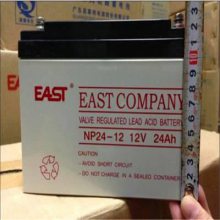 EAST
EAST COMPANY
VALVE REGULATED LEAD ACID BATTERY
NP24-12 12V 24Ah
CAUTION:
AVOID SHORT CIRCUIT
DO NOT CHARGE IN A SEALED CONTAINER